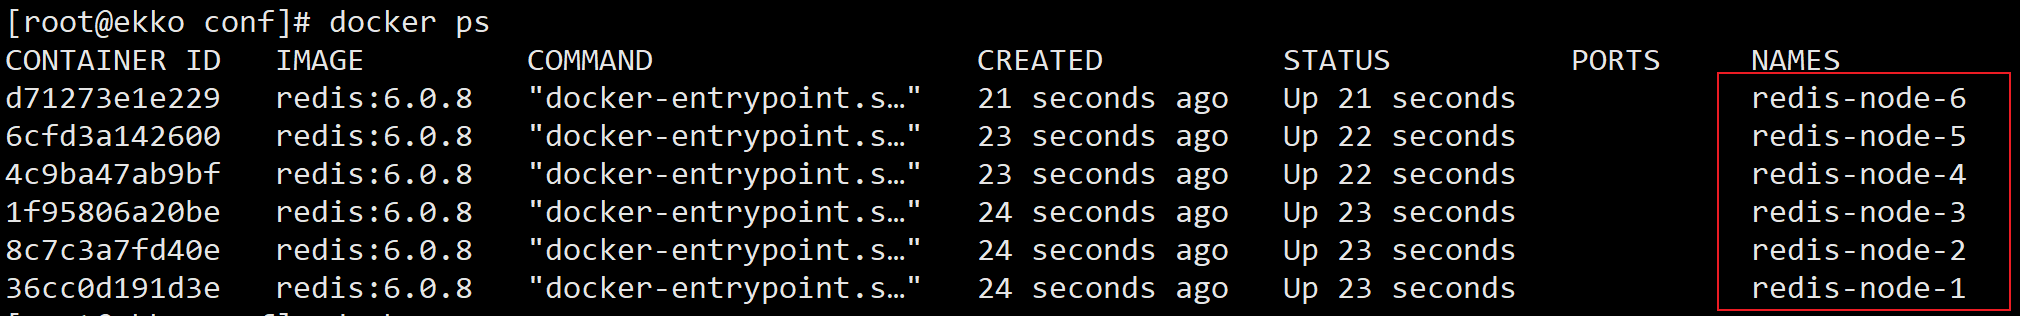 [root@ekko conf]# docker ps
CONTAINER ID   IMAGE         COMMAND                  CREATED          STATUS          PORTS     NAMES
d71273e1e229   redis:6.0.8   "docker-entrypoint.s…"   21 seconds ago   Up 21 seconds             redis-node-6
6cfd3a142600   redis:6.0.8   "docker-entrypoint.s…"   23 seconds ago   Up 22 seconds             redis-node-5
4c9ba47ab9bf   redis:6.0.8   "docker-entrypoint.s…"   23 seconds ago   Up 22 seconds             redis-node-4
1f95806a20be   redis:6.0.8   "docker-entrypoint.s…"   24 seconds ago   Up 23 seconds             redis-node-3
8c7c3a7fd40e   redis:6.0.8   "docker-entrypoint.s…"   24 seconds ago   Up 23 seconds             redis-node-2
36cc0d191d3e   redis:6.0.8   "docker-entrypoint.s…"   24 seconds ago   Up 23 seconds             redis-node-1